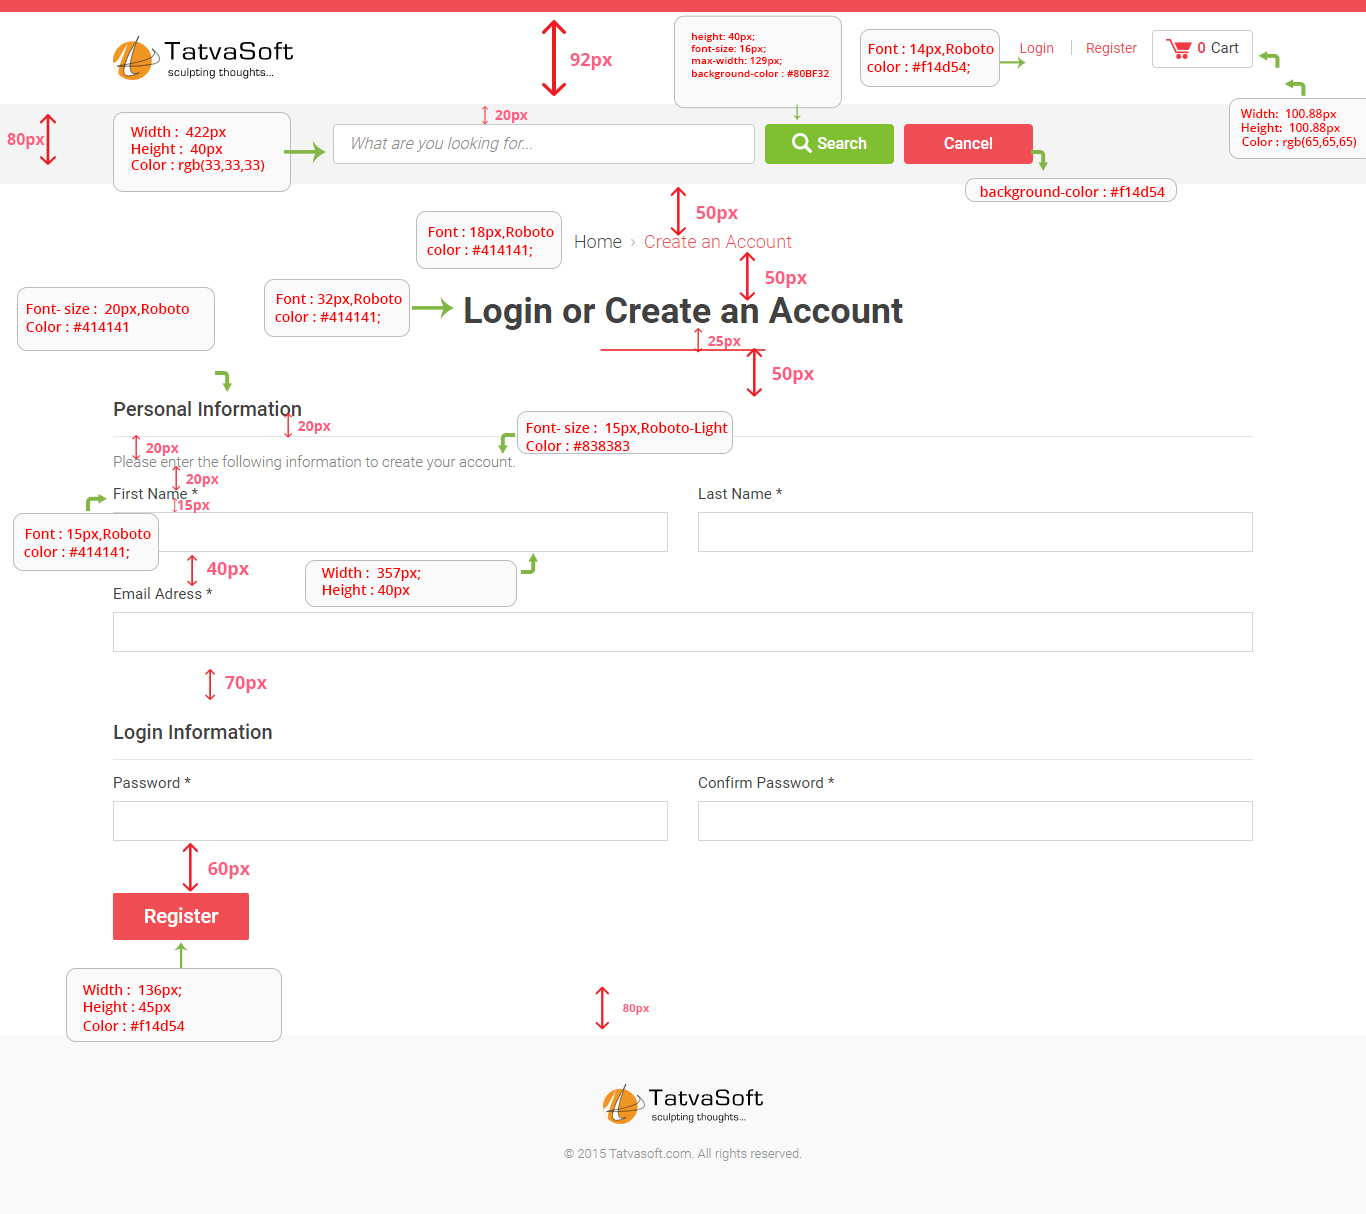 TatvaSoft
sculpting thoughts...
92px
height: 40px;
font-size: 16px;
max-width: 129px;
background-color : #80BF32
Font : 14px,Roboto
color : #f14d54;
Login
Register
0 Cart
80px
Width :  422px
Height :  40px
Color : rgb(33,33,33)
20px
What are you looking for...
Search
Cancel
Width:  100.88px
Height:  100.88px
Color : rgb(65,65,65)
background-color : #f14d54
50px
Font : 18px,Roboto
color : #414141;
Home › Create an Account
50px
Font- size :  20px,Roboto
Color : #414141
Font : 32px,Roboto
color : #414141;
Login or Create an Account
25px
50px
Personal Information
20px
Font- size :  15px,Roboto-Light
Color : #838383
20px
Please enter the following information to create your account.
20px
First Name *
Last Name *
15px
Font : 15px,Roboto
color : #414141;
40px
Width :  357px;
Height : 40px
Email Adress *
70px
Login Information
Password *
Confirm Password *
60px
Register
Width :  136px;
Height : 45px
Color : #f14d54
80px
TatvaSoft
sculpting thoughts...
© 2015 Tatvasoft.com. All rights reserved.